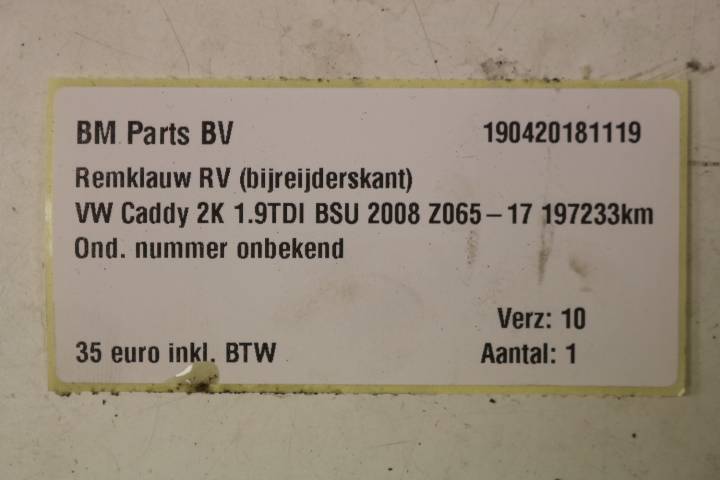 BM Parts BV 190420181119
Remklauw RV (bijreijderskant)
VW Caddy 2K 1.9TDI BSU 2008 Z065-17 197233km
Ond. nummer onbekend
Verz: 10
35 euro inkl. BTW Aantal: 1